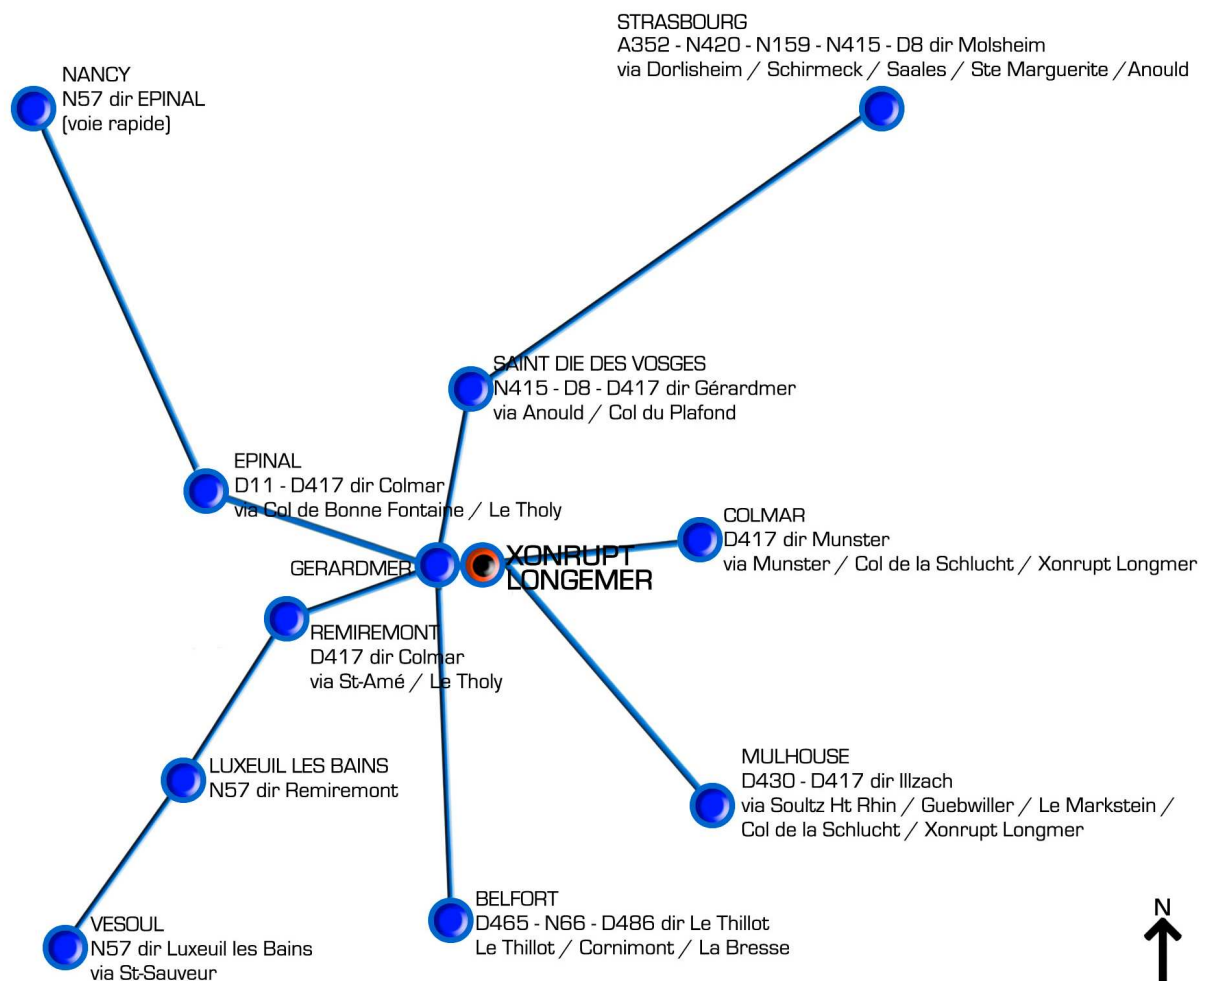 STRASBOURG
A352 - N420 - N159 - N415 - D8 dir Molsheim
via Dorlisheim / Schirmeck / Saales / Ste Marguerite /Anould
NANCY
N57 dir EPINAL
(voie rapide)
SAINT DIE DES VOSGES
N415 - D8 - D417 dir Gérardmer
via Anould / Col du Plafond
EPINAL
D11 - D417 dir Colmar
via Col de Bonne Fontaine / Le Tholy
COLMAR
D417 dir Munster
via Munster / Col de la Schlucht / Xonrupt Longmer
GERARDMER
XONRUPT
LONGEMER
REMIREMONT
D417 dir Colmar
via St-Amé / Le Tholy
LUXEUIL LES BAINS
N57 dir Remiremont
MULHOUSE
D430 - D417 dir Illzach
via Soultz Ht Rhin / Guebwiller / Le Markstein /
Col de la Schlucht / Xonrupt Longmer
BELFORT
D465 - N66 - D486 dir Le Thillot
Le Thillot / Cornimont / La Bresse
VESOUL
N57 dir Luxeuil les Bains
via St-Sauveur
N